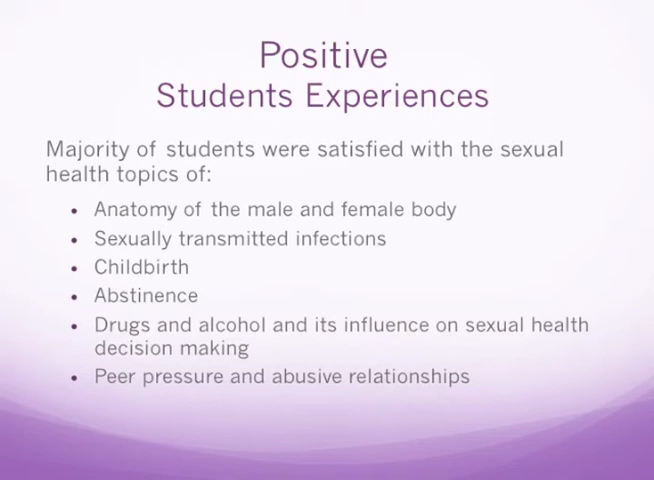 Positive
Students Experiences
Majority of students were satisfied with the sexual
health topics of:
• Anatomy of the male and female body
• Sexually transmitted infections
• Childbirth
• Abstinence
• Drugs and alcohol and its influence on sexual health
decision making
• Peer pressure and abusive relationships